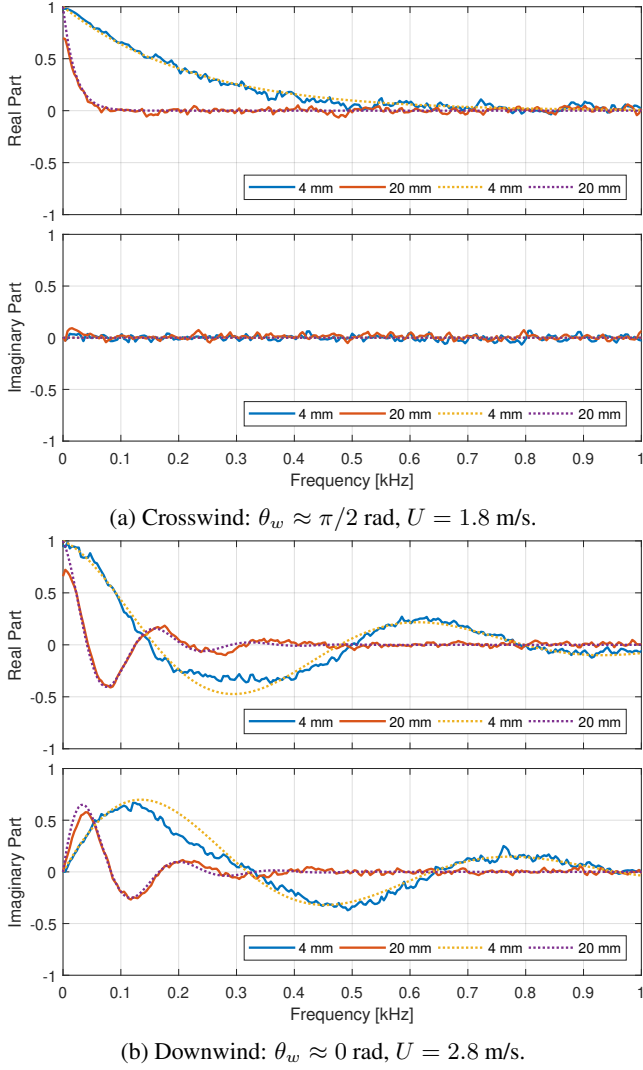 1
0.5
0
-0.5
-1
Real Part
4 mm 20 mm 4 mm 20 mm
1
0.5
0
-0.5
-1
Imaginary Part
4 mm 20 mm 4 mm 20 mm
0 0.1 0.2 0.3 0.4 0.5 0.6 0.7 0.8 0.9 1
Frequency [kHz]
(a) Crosswind: θ_w ≈ π/2 rad, U = 1.8 m/s.
1
0.5
0
-0.5
-1
Real Part
4 mm 20 mm 4 mm 20 mm
1
0.5
0
-0.5
-1
Imaginary Part
4 mm 20 mm 4 mm 20 mm
0 0.1 0.2 0.3 0.4 0.5 0.6 0.7 0.8 0.9 1
Frequency [kHz]
(b) Downwind: θ_w ≈ 0 rad, U = 2.8 m/s.